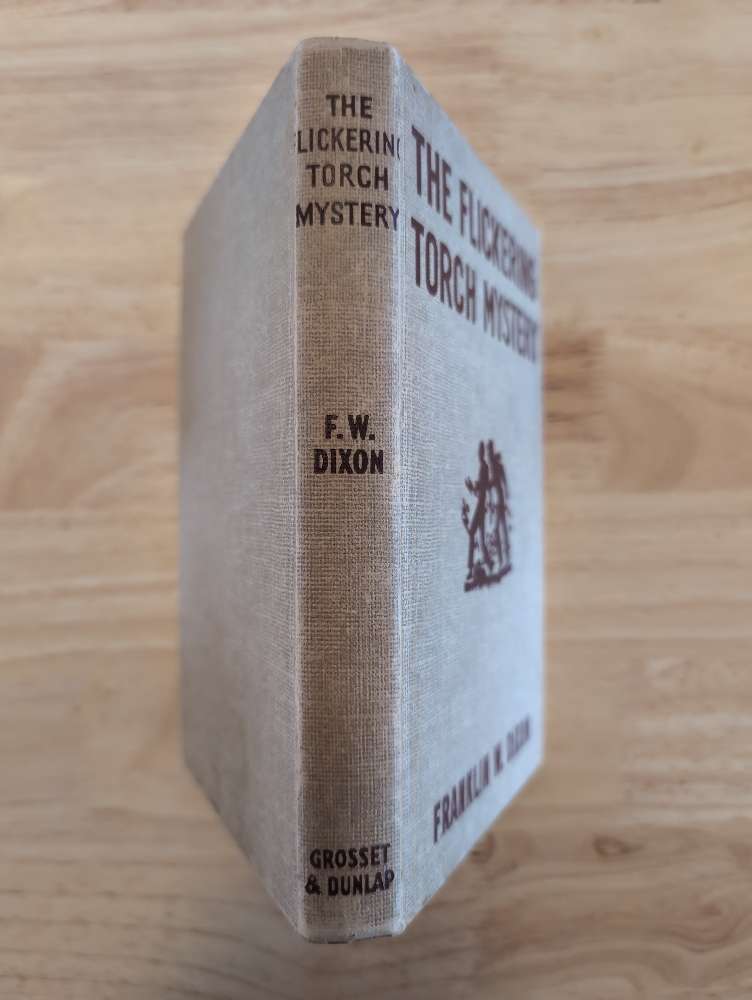 THE
FLICKERING
TORCH
MYSTERY
F. W.
DIXON
GROSSET
& DUNLAP
THE FLICKERING
TORCH MYSTERY
FRANKLIN W. DIXON